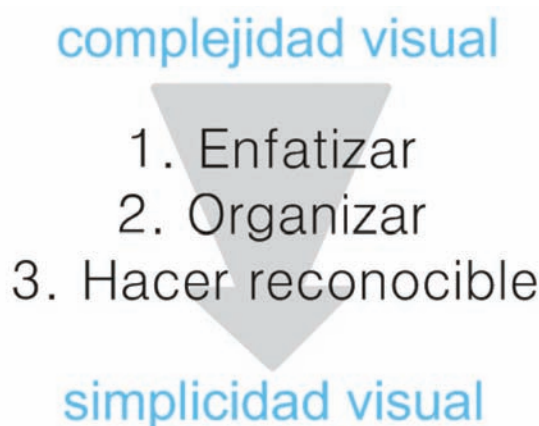 complejidad visual
1. Enfatizar
2. Organizar
3. Hacer reconocible
simplicidad visual